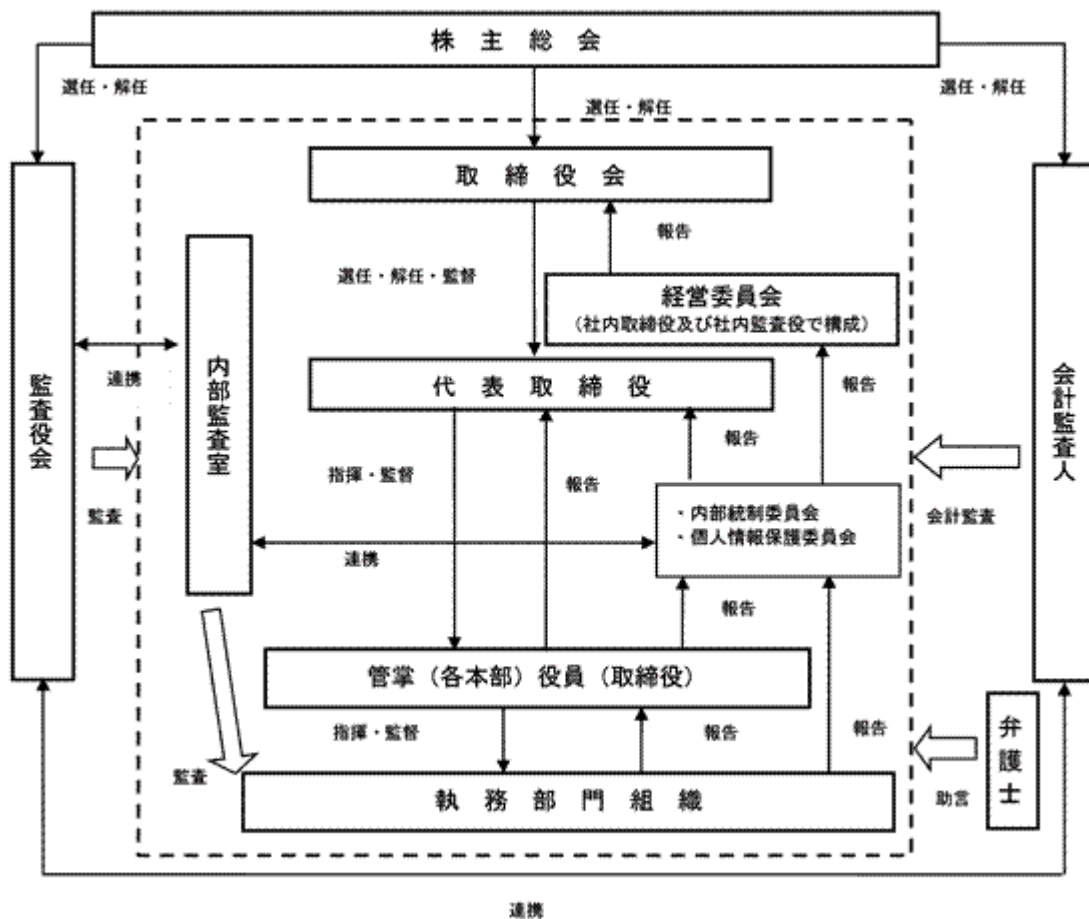 株主総会
選任・解任
選任・解任
選任・解任
取締役会
報告
選任・解任・監督
経営委員会
(社内取締役及び社内監査役で構成)
監査役会
連携
内部監査室
代表取締役
報告
会計監査人
報告
指揮・監督
報告
監査
・内部統制委員会
・個人情報保護委員会
会計監査
連携
報告
管掌(各本部)役員(取締役)
指揮・監督
報告
報告
弁護士
監査
執務部門組織
助言
連携